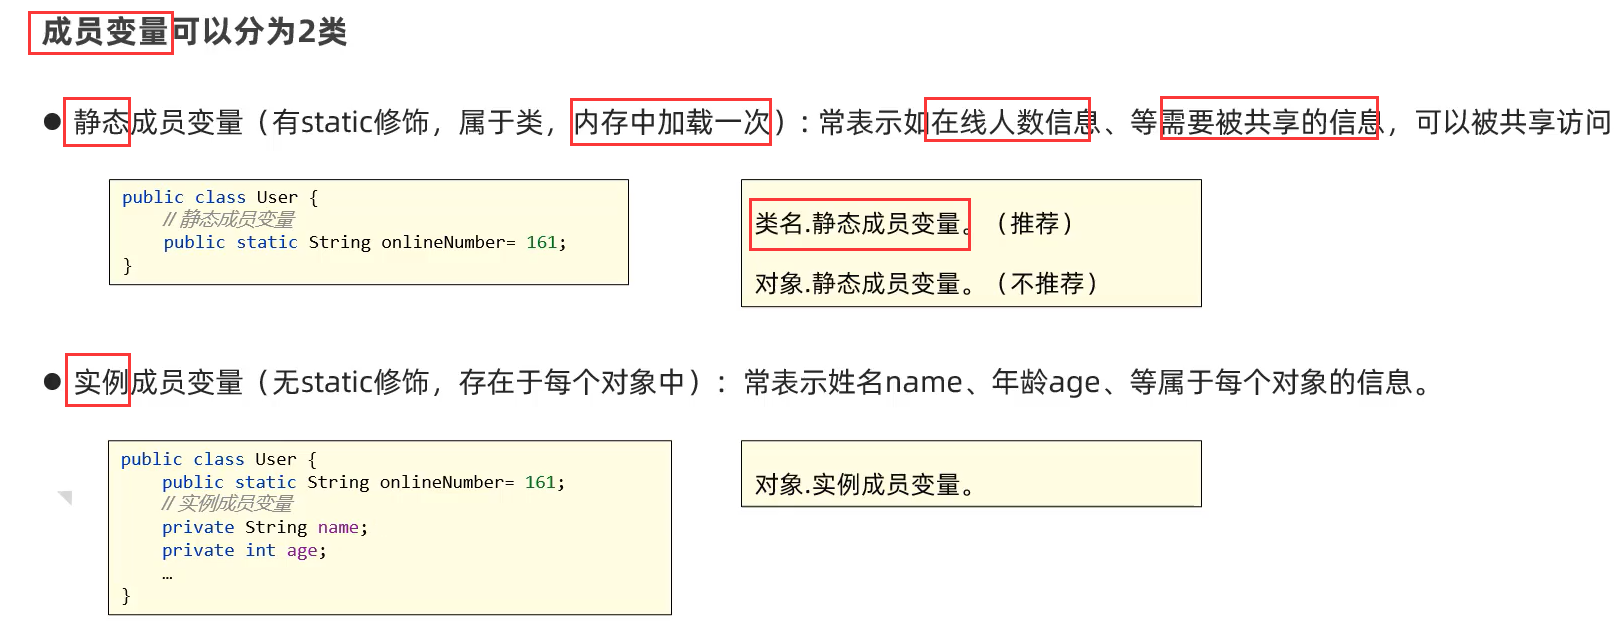 成员变量可以分为2类
● 静态成员变量（有static修饰，属于类，内存中加载一次）: 常表示如在线人数信息、等需要被共享的信息，可以被共享访问
public class User {
//静态成员变量
public static String onlineNumber= 161;
}
类名.静态成员变量。（推荐）
对象.静态成员变量。（不推荐）
● 实例成员变量（无static修饰，存在于每个对象中）: 常表示姓名name、年龄age、等属于每个对象的信息。
public class User {
public static String onlineNumber= 161;
//实例成员变量
private String name;
private int age;
…
}
对象.实例成员变量。